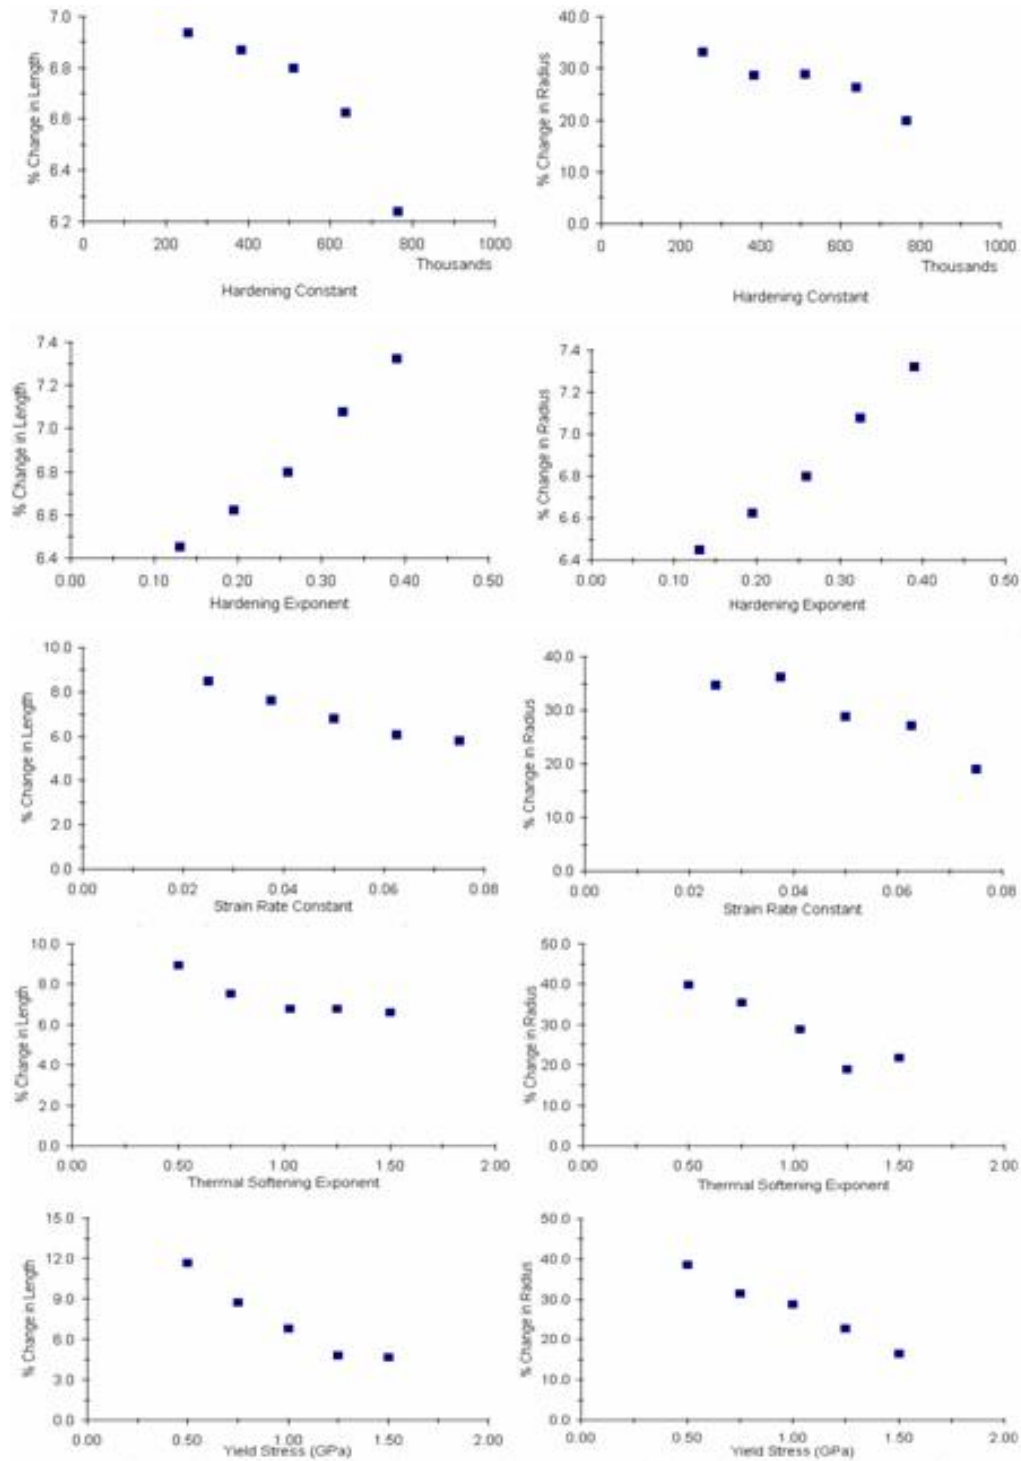 7.0
6.8
6.6
6.4
6.2
% Change in Length
0 200 400 600 800 1000
Thousands
Hardening Constant
40.0
30.0
20.0
10.0
0.0
% Change in Radius
0 200 400 600 800 1000
Thousands
Hardening Constant
7.4
7.2
7.0
6.8
6.6
6.4
% Change in Length
0.00 0.10 0.20 0.30 0.40 0.50
Hardening Exponent
7.4
7.2
7.0
6.8
6.6
6.4
% Change in Radius
0.00 0.10 0.20 0.30 0.40 0.50
Hardening Exponent
10.0
8.0
6.0
4.0
2.0
0.0
% Change in Length
0.00 0.02 0.04 0.06 0.08
Strain Rate Constant
40.0
30.0
20.0
10.0
0.0
% Change in Radius
0.00 0.02 0.04 0.06 0.08
Strain Rate Constant
10.0
8.0
6.0
4.0
2.0
0.0
% Change in Length
0.00 0.50 1.00 1.50 2.00
Thermal Softening Exponent
50.0
40.0
30.0
20.0
10.0
0.0
% Change in Radius
0.00 0.50 1.00 1.50 2.00
Thermal Softening Exponent
15.0
12.0
9.0
6.0
3.0
0.0
% Change in Length
0.00 0.50 1.00 1.50 2.00
Yield Stress (GPa)
50.0
40.0
30.0
20.0
10.0
0.0
% Change in Radius
0.00 0.50 1.00 1.50 2.00
Yield Stress (GPa)